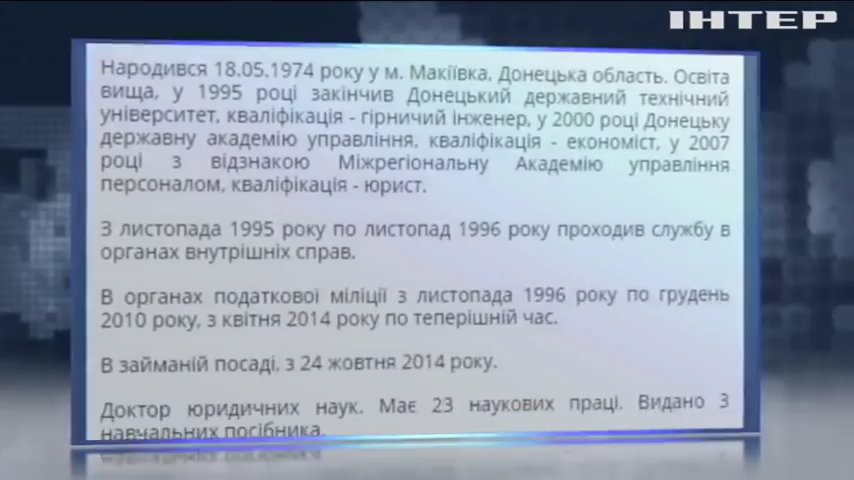 ІНТЕР
Народився 18.05.1974 року у м. Макіївка, Донецька область. Освіта
вища, у 1995 році закінчив Донецький державний технічний
університет, кваліфікація - гірничий інженер, у 2000 році Донецьку
державну академію управління, кваліфікація - економіст, у 2007
році з відзнакою Міжрегіональну Академію управління
персоналом, кваліфікація - юрист.
З листопада 1995 року по листопад 1996 року проходив службу в
органах внутрішніх справ.
В органах податкової міліції з листопада 1996 року по грудень
2010 року, з квітня 2014 року по теперішній час.
В займаній посаді, з 24 жовтня 2014 року.
Доктор юридичних наук. Має 23 наукових праці. Видано 3
навчальних посібника.